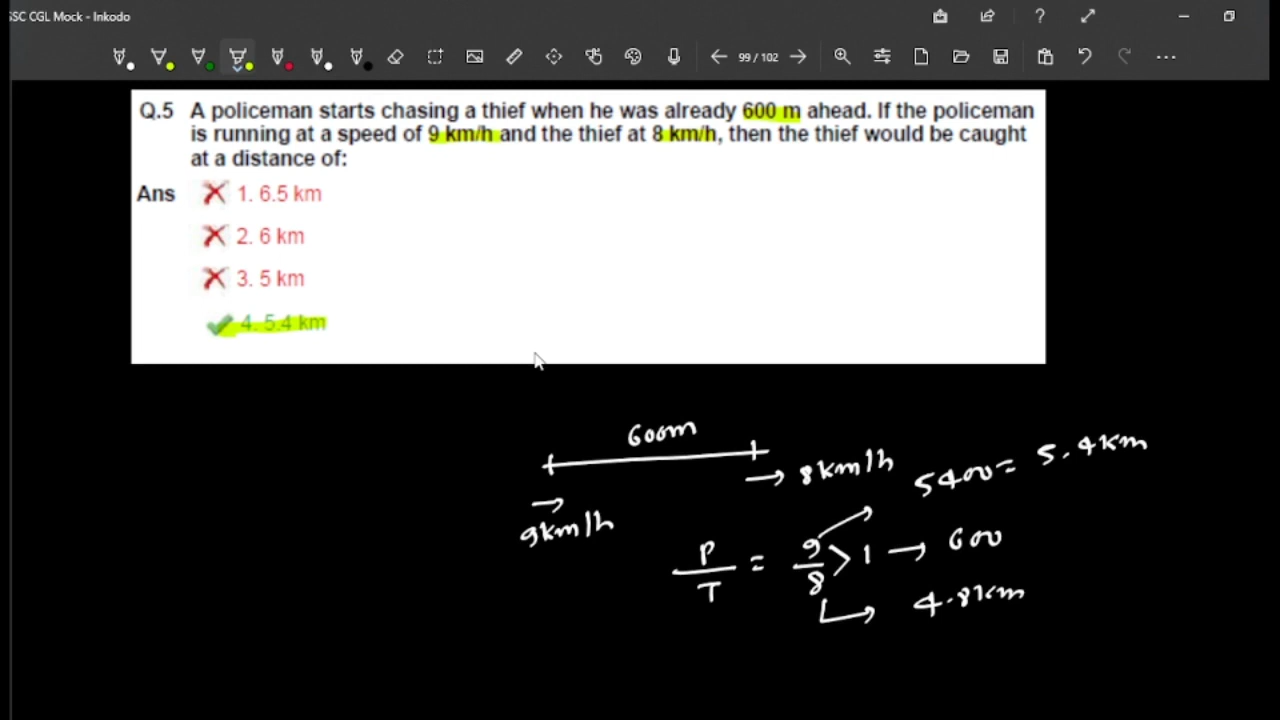 SSC CGL Mock - Inkodo
99 / 102
Q.5 A policeman starts chasing a thief when he was already 600 m ahead. If the policeman
is running at a speed of 9 km/h and the thief at 8 km/h, then the thief would be caught
at a distance of:
Ans 1. 6.5 km
2. 6 km
3. 5 km
4. 5.4 km
600m
8km/h
9km/h
5400 = 5.4km
P/T = 9/8 > 1 → 600
4.8km